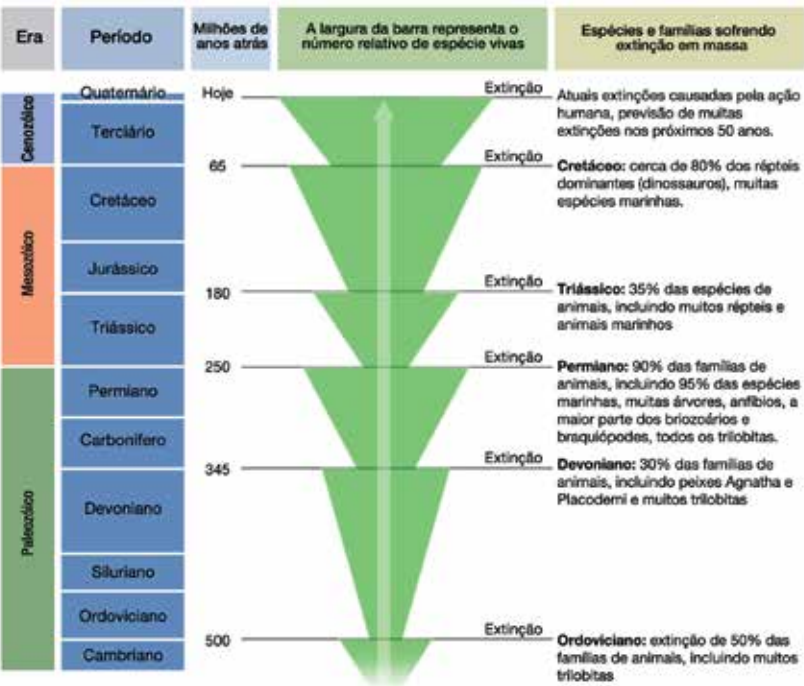 Era
Período
Milhões de
anos atrás
A largura da barra representa o
número relativo de espécie vivas
Espécies e famílias sofrendo
extinção em massa
Cenozóico
Quaternário
Hoje
Extinção
Atuais extinções causadas pela ação
humana, previsão de muitas
extinções nos próximos 50 anos.
Terciário
65
Extinção
Cretáceo: cerca de 80% dos répteis
dominantes (dinossauros), muitas
espécies marinhas.
Mesozóico
Cretáceo
Jurássico
180
Extinção
Triássico: 35% das espécies de
animais, incluindo muitos répteis e
animais marinhos
Triássico
250
Extinção
Permiano: 90% das famílias de
animais, incluindo 95% das espécies
marinhas, muitas árvores, anfíbios, a
maior parte dos briozoários e
braquiópodes, todos os trilobitas.
Paleozóico
Permiano
Carbonífero
345
Extinção
Devoniano: 30% das famílias de
animais, incluindo peixes Agnatha e
Placodemi e muitos trilobitas
Devoniano
Siluriano
Ordoviciano
500
Extinção
Ordoviciano: extinção de 50% das
famílias de animais, incluindo muitos
trilobitas
Cambriano